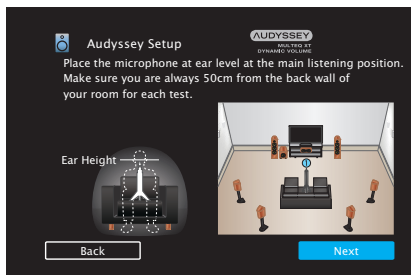 Audyssey Setup
AUDYSSEY
MULTEQ XT
DYNAMIC VOLUME
Place the microphone at ear level at the main listening position.
Make sure you are always 50cm from the back wall of
your room for each test.
Ear Height
Back
Next